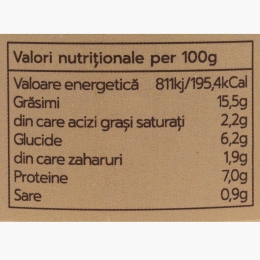 Valori nutriționale per 100g
Valoare energetică 811kj/195,4kCal
Grăsimi 15,5g
din care acizi grași saturați 2,2g
Glucide 6,2g
din care zaharuri 1,9g
Proteine 7,0g
Sare 0,9g